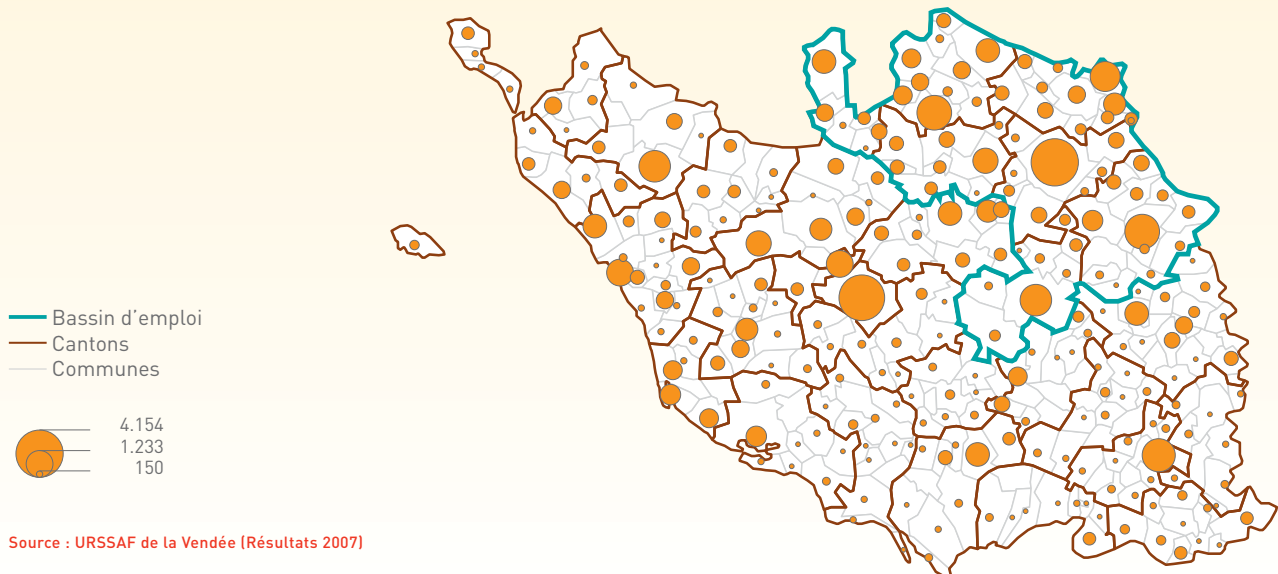 Bassin d'emploi
Cantons
Communes
4.154
1.233
150
Source : URSSAF de la Vendée (Résultats 2007)